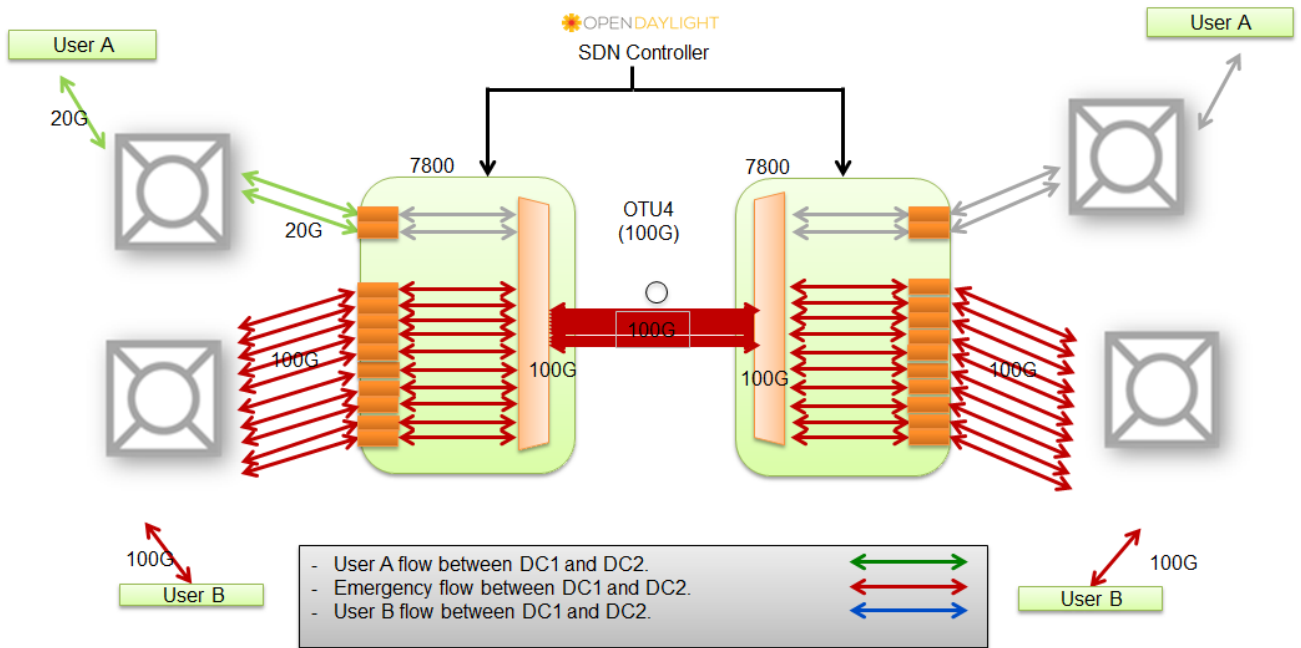 OPENDAYLIGHT
SDN Controller
User A
User A
20G
7800
7800
20G
OTU4
(100G)
100G
100G
100G
100G
100G
100G
100G
User B
User B
- User A flow between DC1 and DC2.
- Emergency flow between DC1 and DC2.
- User B flow between DC1 and DC2.